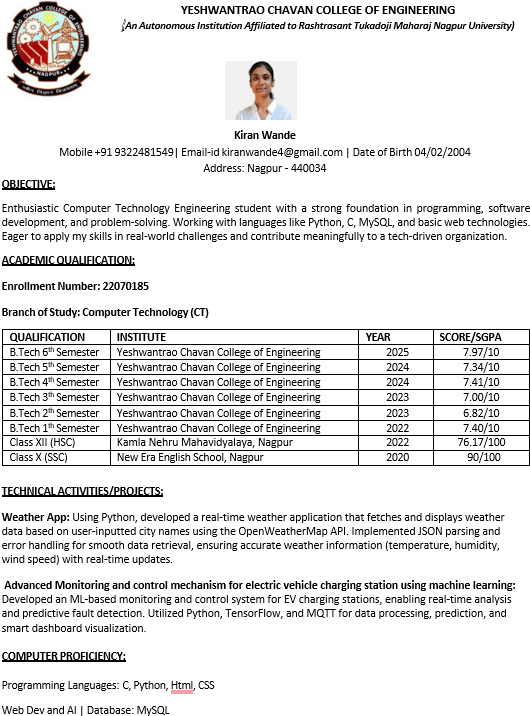 YESHWANTRAO CHAVAN COLLEGE OF ENGINEERING
(An Autonomous Institution Affiliated to Rashtrasant Tukadoji Maharaj Nagpur University)
YESHWANTRAO CHAVAN COLLEGE OF ENGINEERING
NAGPUR
Kiran Wande
Mobile +91 9322481549| Email-id kiranwande4@gmail.com | Date of Birth 04/02/2004
Address: Nagpur - 440034
OBJECTIVE:
Enthusiastic Computer Technology Engineering student with a strong foundation in programming, software
development, and problem-solving. Working with languages like Python, C, MySQL, and basic web technologies.
Eager to apply my skills in real-world challenges and contribute meaningfully to a tech-driven organization.
ACADEMIC QUALIFICATION:
Enrollment Number: 22070185
Branch of Study: Computer Technology (CT)
QUALIFICATION INSTITUTE YEAR SCORE/SGPA
B.Tech 6th Semester Yeshwantrao Chavan College of Engineering 2025 7.97/10
B.Tech 5th Semester Yeshwantrao Chavan College of Engineering 2024 7.34/10
B.Tech 4th Semester Yeshwantrao Chavan College of Engineering 2024 7.41/10
B.Tech 3th Semester Yeshwantrao Chavan College of Engineering 2023 7.00/10
B.Tech 2th Semester Yeshwantrao Chavan College of Engineering 2023 6.82/10
B.Tech 1th Semester Yeshwantrao Chavan College of Engineering 2022 7.40/10
Class XII (HSC) Kamla Nehru Mahavidyalaya, Nagpur 2022 76.17/100
Class X (SSC) New Era English School, Nagpur 2020 90/100
TECHNICAL ACTIVITIES/PROJECTS:
Weather App: Using Python, developed a real-time weather application that fetches and displays weather
data based on user-inputted city names using the OpenWeatherMap API. Implemented JSON parsing and
error handling for smooth data retrieval, ensuring accurate weather information (temperature, humidity,
wind speed) with real-time updates.
Advanced Monitoring and control mechanism for electric vehicle charging station using machine learning:
Developed an ML-based monitoring and control system for EV charging stations, enabling real-time analysis
and predictive fault detection. Utilized Python, TensorFlow, and MQTT for data processing, prediction, and
smart dashboard visualization.
COMPUTER PROFICIENCY:
Programming Languages: C, Python, Html, CSS
Web Dev and AI | Database: MySQL